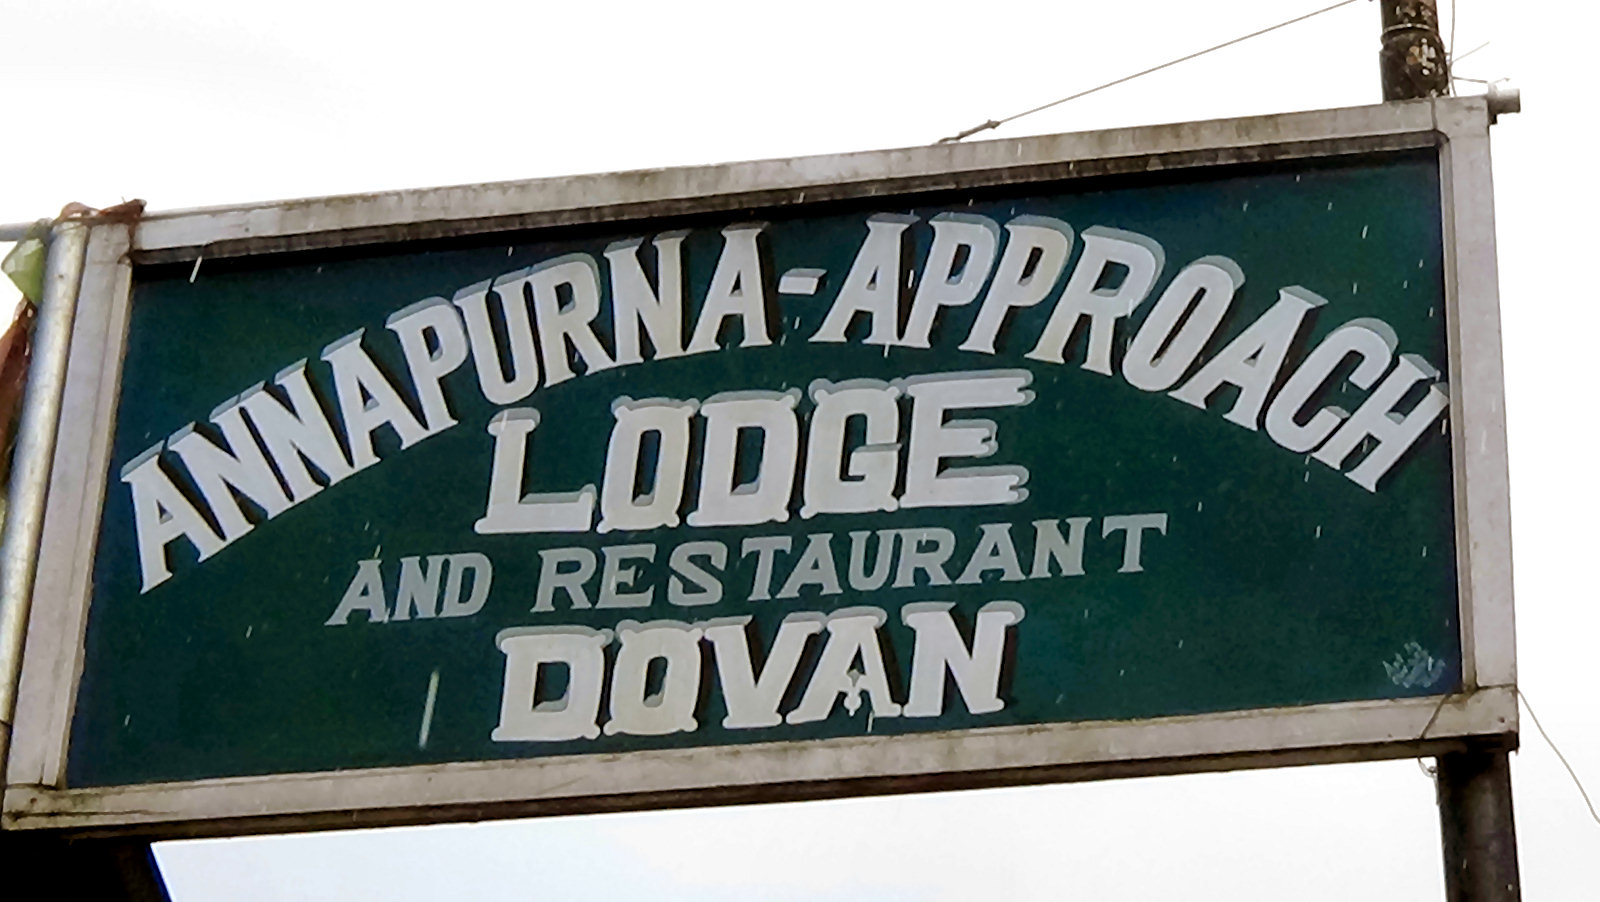 ANNAPURNA-APPROACH
LODGE
AND RESTAURANT
DOVAN